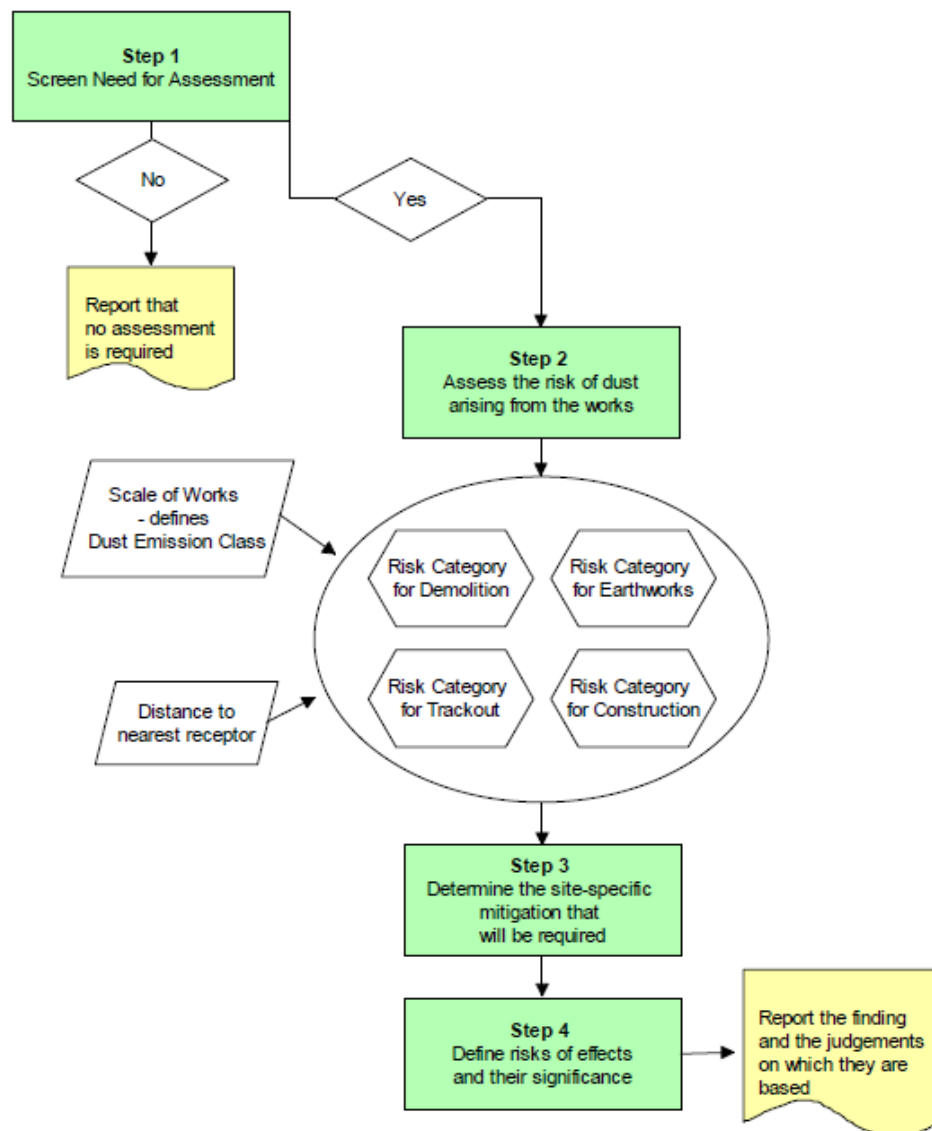 Step 1
Screen Need for Assessment
No
Yes
Report that
no assessment
is required
Step 2
Assess the risk of dust
arising from the works
Scale of Works
- defines
Dust Emission Class
Risk Category
for Demolition
Risk Category
for Earthworks
Distance to
nearest receptor
Risk Category
for Trackout
Risk Category
for Construction
Step 3
Determine the site-specific
mitigation that
will be required
Step 4
Define risks of effects
and their significance
Report the finding
and the judgements
on which they are
based